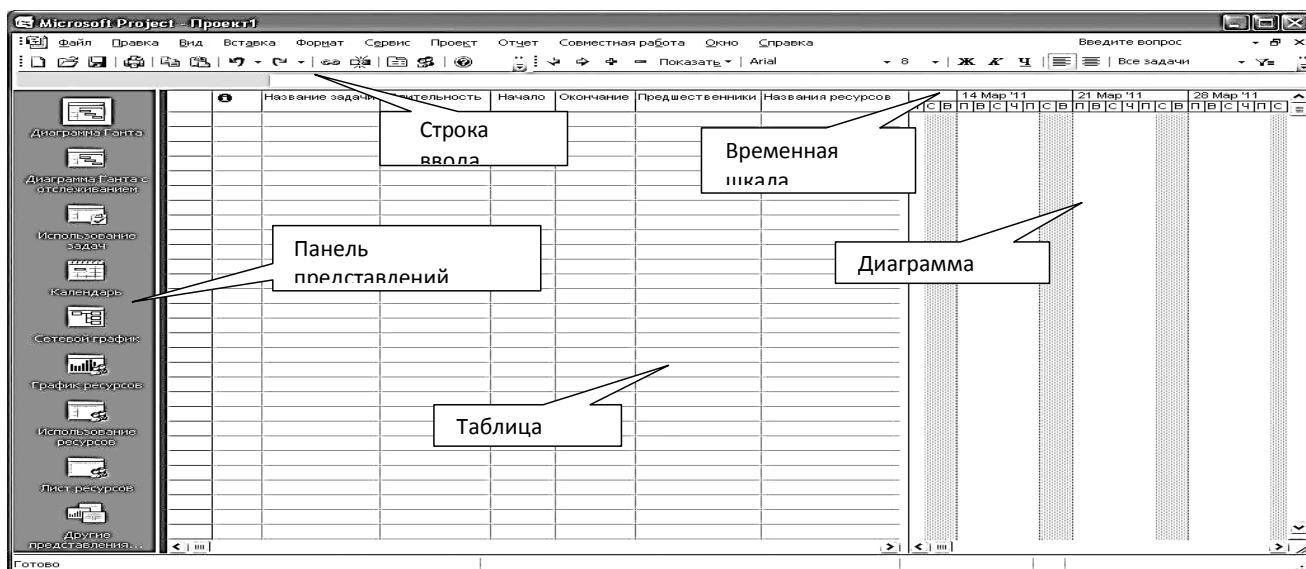 Microsoft Project - Проект1
Файл Правка Вид Вставка Формат Сервис Проект Отчет Совместная работа Окно Справка Введите вопрос
Показать Arial 8 Ж К Ч Все задачи
Название задачи Длительность Начало Окончание Предшественники Названия ресурсов 14 Мар '11 21 Мар '11 28 Мар '11
С В П В С Ч П С В П В С Ч П С В П В С Ч П С
Строка
ввода
Временная
шкала
Панель
представлений
Диаграмма
Таблица
Диаграмма Ганта
Диаграмма Ганта с
отслеживанием
Использование
задач
Календарь
Сетевой график
График ресурсов
Использование
ресурсов
Лист ресурсов
Другие
представления...
Готово